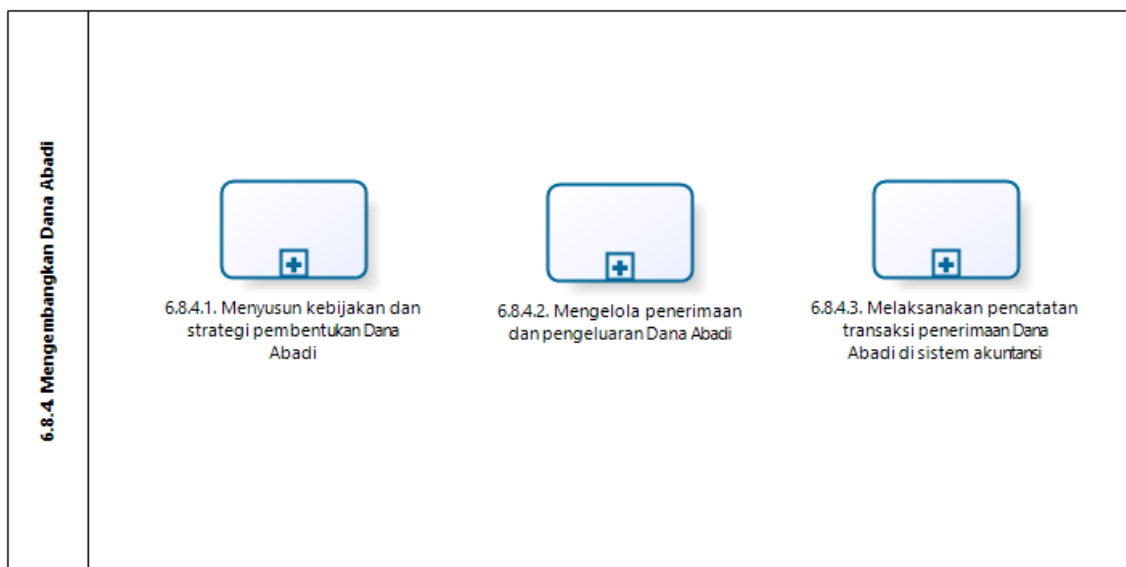 6.8.4. Mengembangkan Dana Abadi
6.8.4.1. Menyusun kebijakan dan
strategi pembentukan Dana
Abadi
6.8.4.2. Mengelola penerimaan
dan pengeluaran Dana Abadi
6.8.4.3. Melaksanakan pencatatan
transaksi penerimaan Dana
Abadi di sistem akuntansi